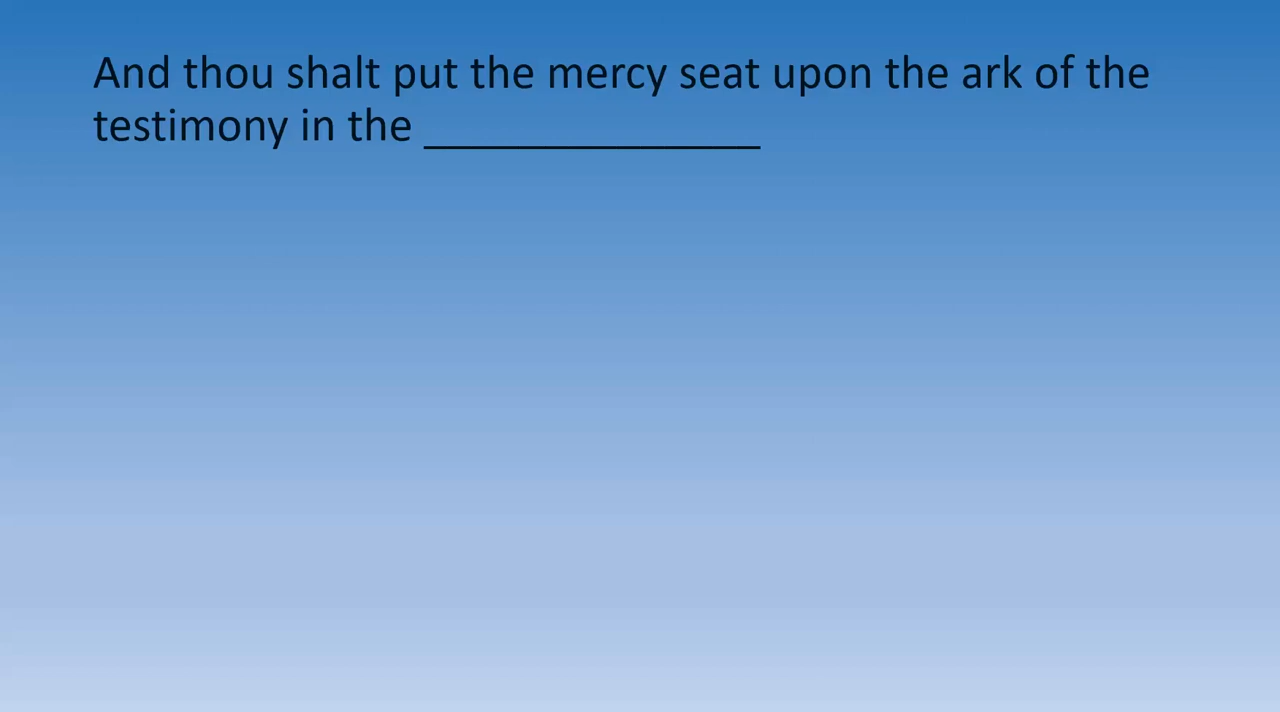 And thou shalt put the mercy seat upon the ark of the
testimony in the _______________